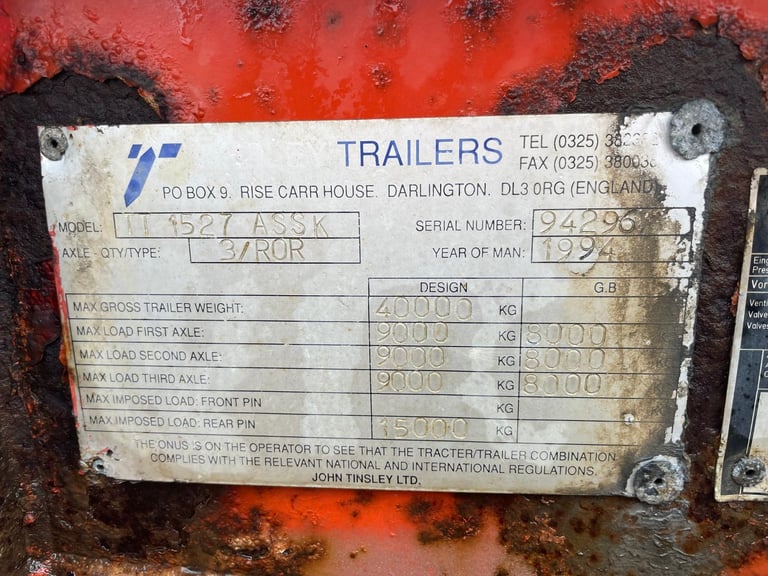 TRAILERS
TEL (0325)
FAX (0325)
PO BOX 9. RISE CARR HOUSE. DARLINGTON. DL3 0RG (ENGLAND)
MODEL: TT 1527 ASSK SERIAL NUMBER: 94296
AXLE - QTY/TYPE: 3/ROR YEAR OF MAN: 1994
DESIGN G.B
MAX GROSS TRAILER WEIGHT: 40000 KG
MAX LOAD FIRST AXLE: 9000 KG 8000
MAX LOAD SECOND AXLE: 9000 KG 8000
MAX LOAD THIRD AXLE: 9000 KG 8000
MAX IMPOSED LOAD: FRONT PIN KG
MAX IMPOSED LOAD: REAR PIN 15000 KG
THE ONUS IS ON THE OPERATOR TO SEE THAT THE TRACTER/TRAILER COMBINATION
COMPLIES WITH THE RELEVANT NATIONAL AND INTERNATIONAL REGULATIONS.
JOHN TINSLEY LTD.